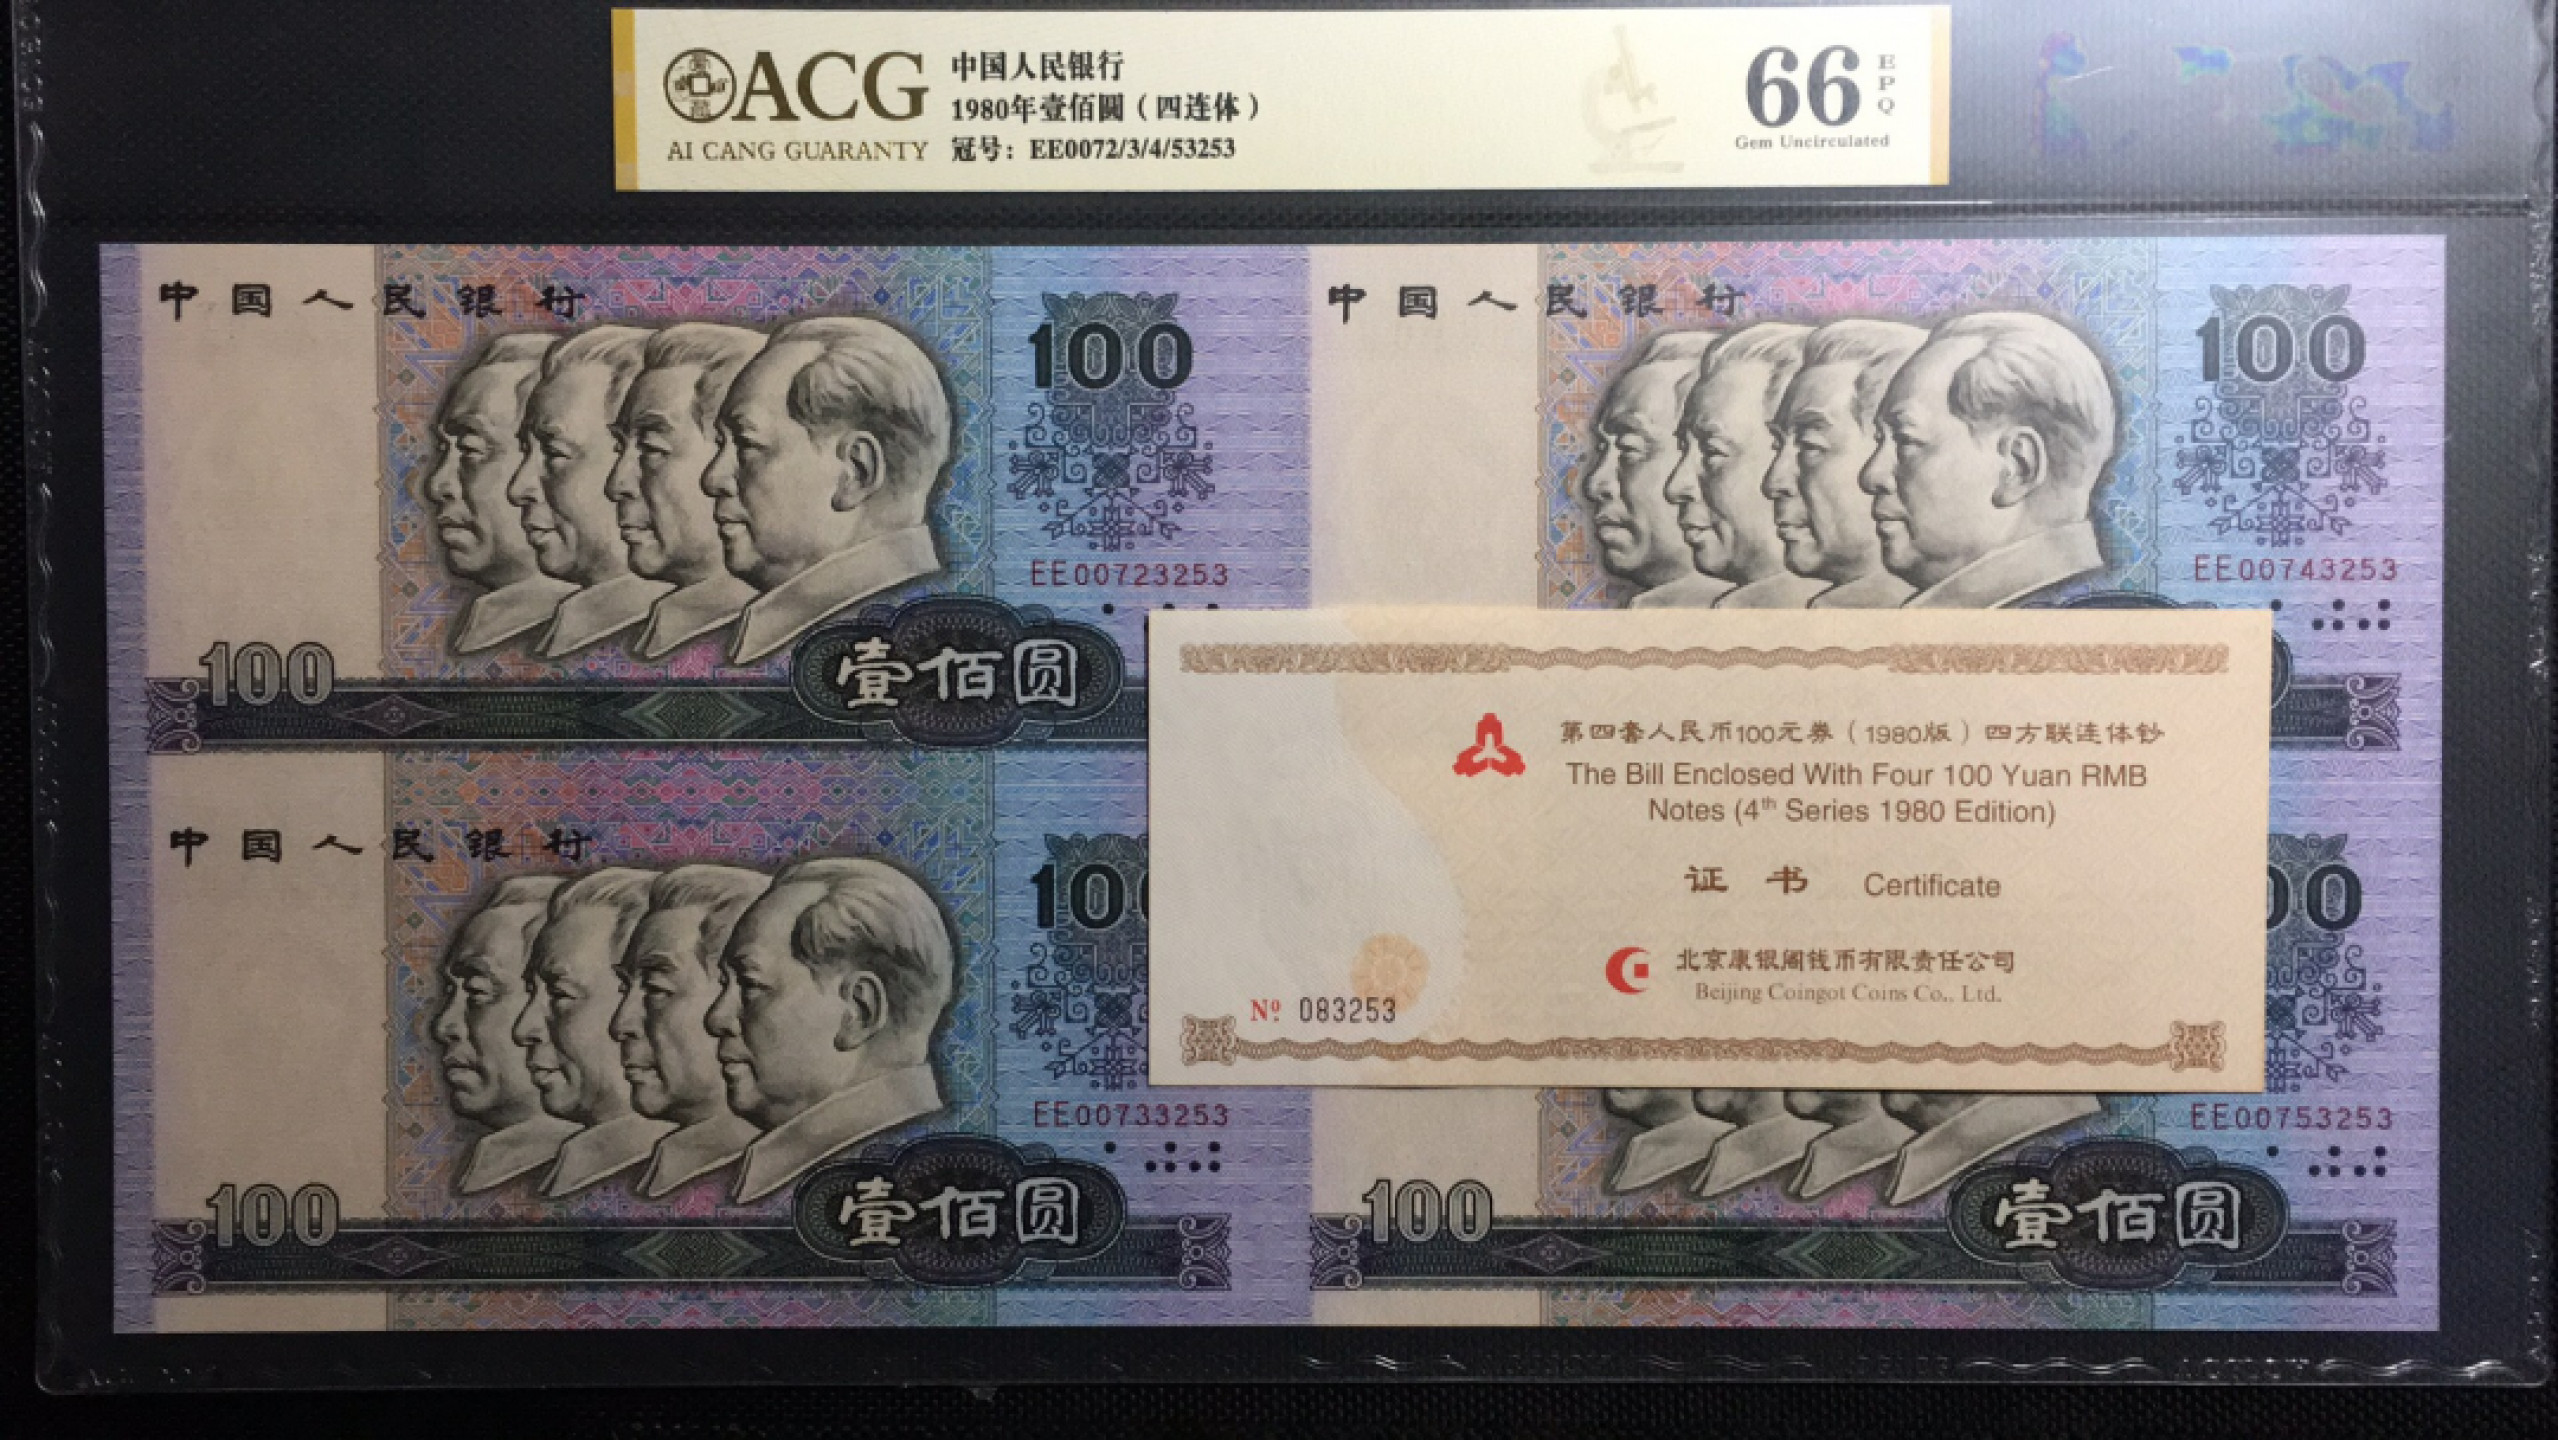 ACG
AI CANG GUARANTY
中国人民银行
1980年壹佰圆（四连体）
冠号：EE0072/3/4/53253
66
EPQ
Gem Uncirculated
中国人民银行
100
EE00723253
100
壹佰圆
中国人民银行
100
EE00743253
中国人民银行
EE00733253
100
壹佰圆
第四套人民币100元券（1980版）四方联连体钞
The Bill Enclosed With Four 100 Yuan RMB
Notes (4th Series 1980 Edition)
证书 Certificate
北京康银阁钱币有限责任公司
Beijing Coingot Coins Co., Ltd.
Nº 083253
EE00753253
100
壹佰圆